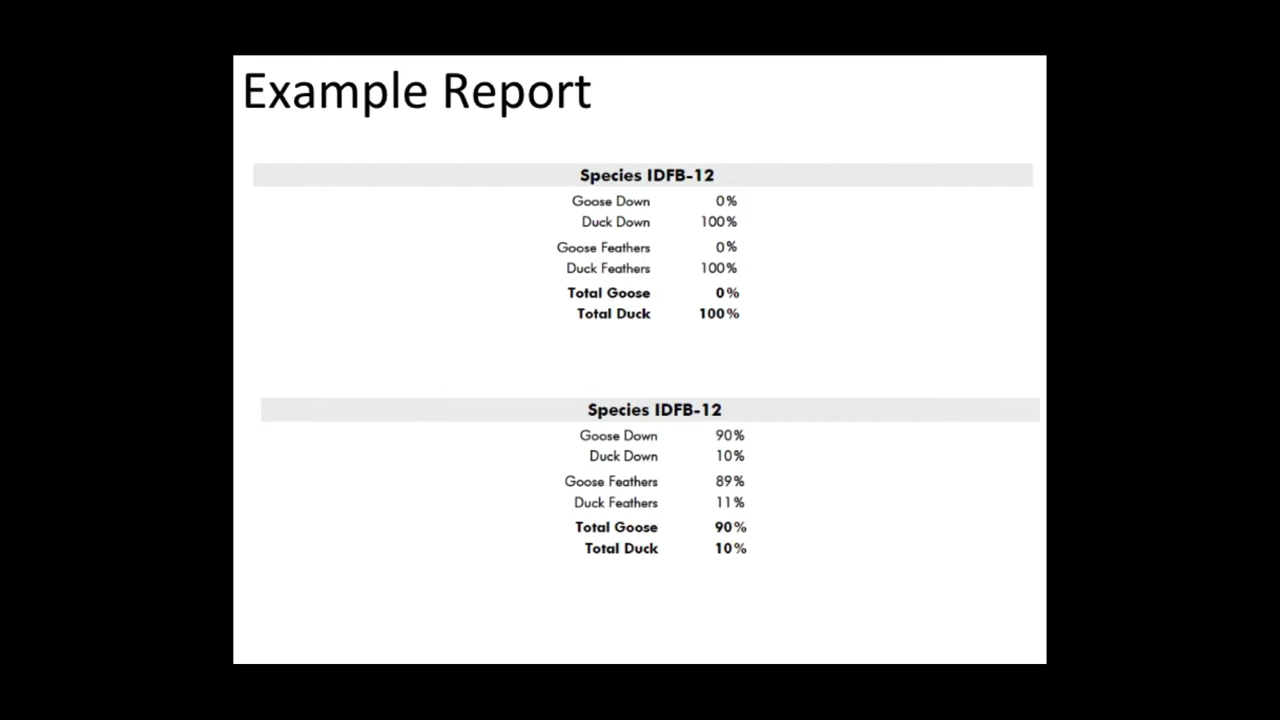 Example Report
Species IDFB-12
Goose Down 0%
Duck Down 100%
Goose Feathers 0%
Duck Feathers 100%
Total Goose 0%
Total Duck 100%
Species IDFB-12
Goose Down 90%
Duck Down 10%
Goose Feathers 89%
Duck Feathers 11%
Total Goose 90%
Total Duck 10%